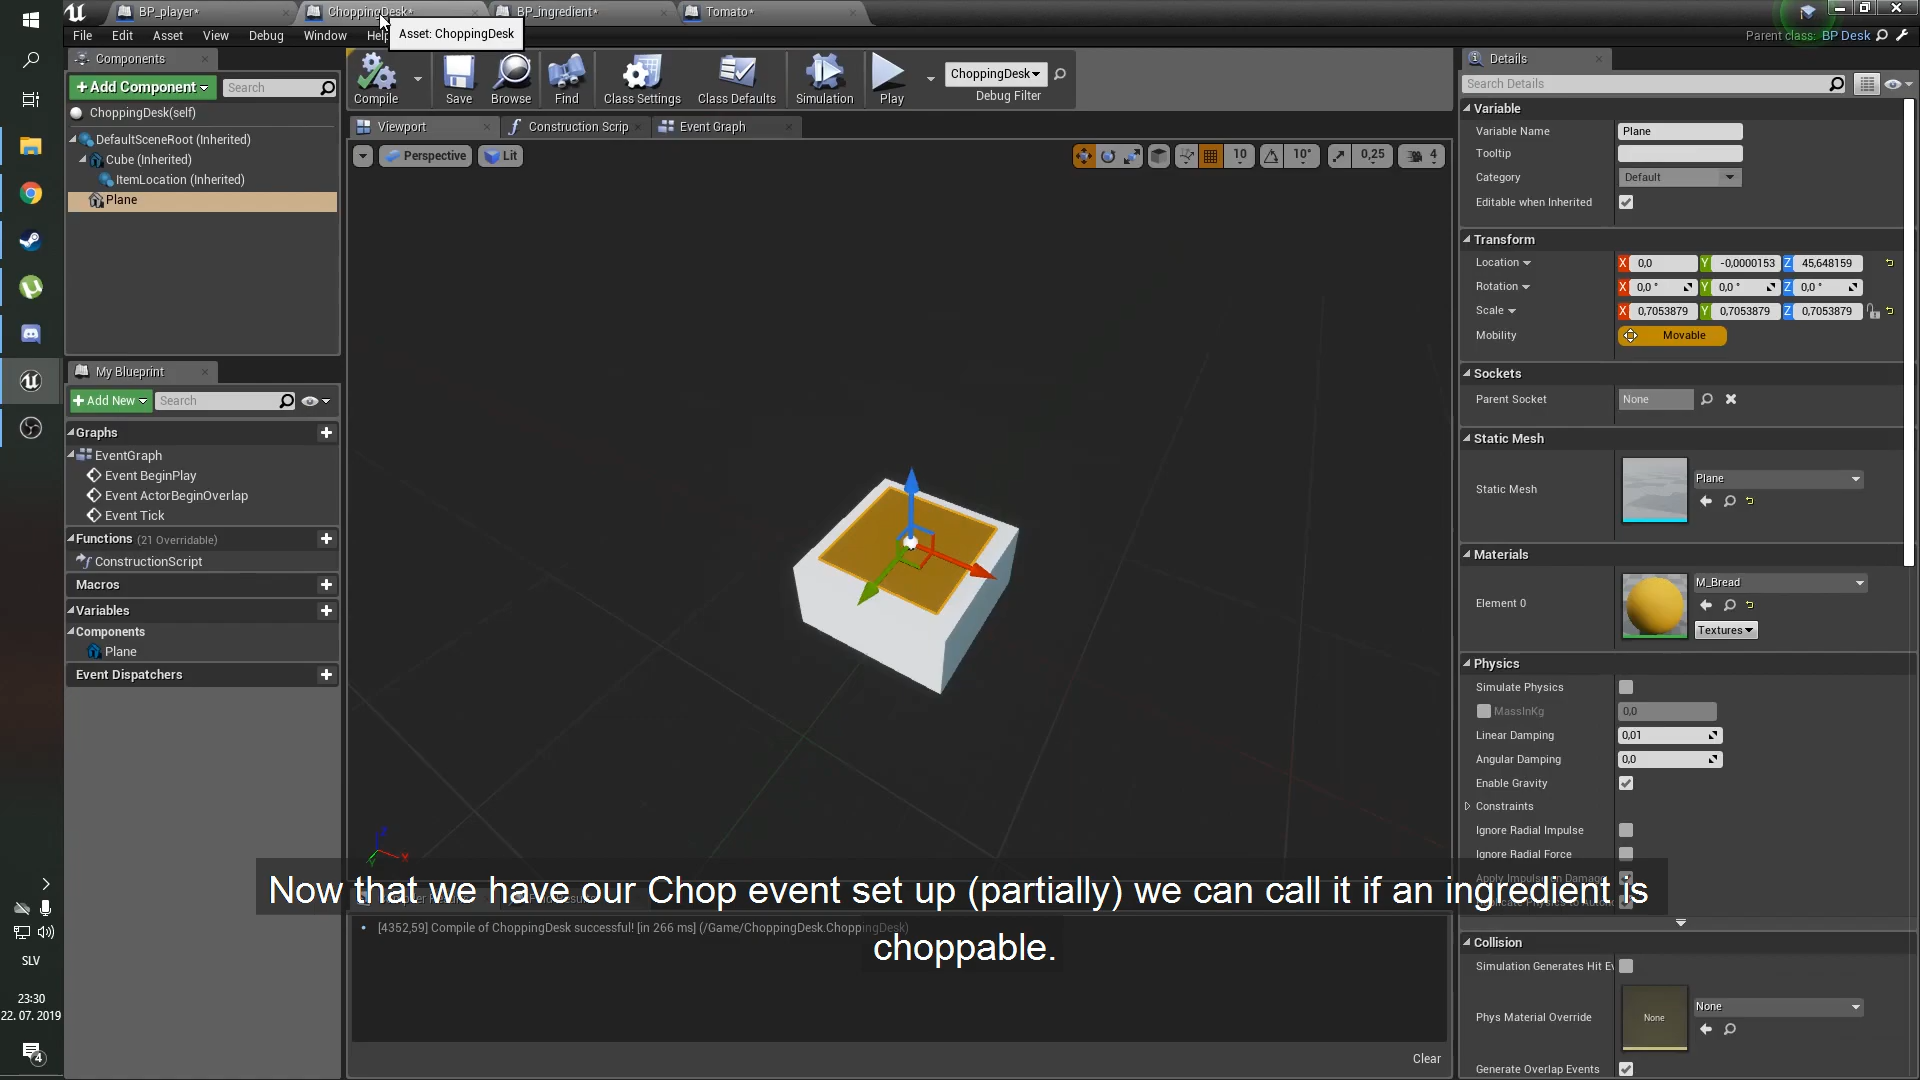 BP_player*
ChoppingDesk*
BP_ingredient*
Tomato*
File Edit Asset View Debug Window Help
Asset: ChoppingDesk
Parent class: BP Desk
Components
Add Component
Search
ChoppingDesk(self)
DefaultSceneRoot (Inherited)
Cube (Inherited)
ItemLocation (Inherited)
Plane
Compile
Save
Browse
Find
Class Settings
Class Defaults
Simulation
Play
ChoppingDesk
Debug Filter
Viewport
Construction Scrip
Event Graph
Perspective
Lit
10
10°
0,25
4
My Blueprint
Add New
Search
Graphs
EventGraph
Event BeginPlay
Event ActorBeginOverlap
Event Tick
Functions (21 Overridable)
ConstructionScript
Macros
Variables
Components
Plane
Event Dispatchers
Details
Search Details
Variable
Variable Name Plane
Tooltip
Category Default
Editable when Inherited
Transform
Location X 0,0 Y -0,0000153 Z 45,648159
Rotation X 0,0 ° Y 0,0 ° Z 0,0 °
Scale X 0,7053879 Y 0,7053879 Z 0,7053879
Mobility Movable
Sockets
Parent Socket None
Static Mesh
Static Mesh Plane
Materials
Element 0 M_Bread
Textures
Physics
Simulate Physics
MassInKg 0,0
Linear Damping 0,01
Angular Damping 0,0
Enable Gravity
Constraints
Ignore Radial Impulse
Ignore Radial Force
Collision
Simulation Generates Hit Ev
Phys Material Override None None
Generate Overlap Events
Now that we have our Chop event set up (partially) we can call it if an ingredient is
choppable.
[4352,59] Compile of ChoppingDesk successful! [in 266 ms] (/Game/ChoppingDesk.ChoppingDesk)
Clear
SLV
23:30
22. 07. 2019
4